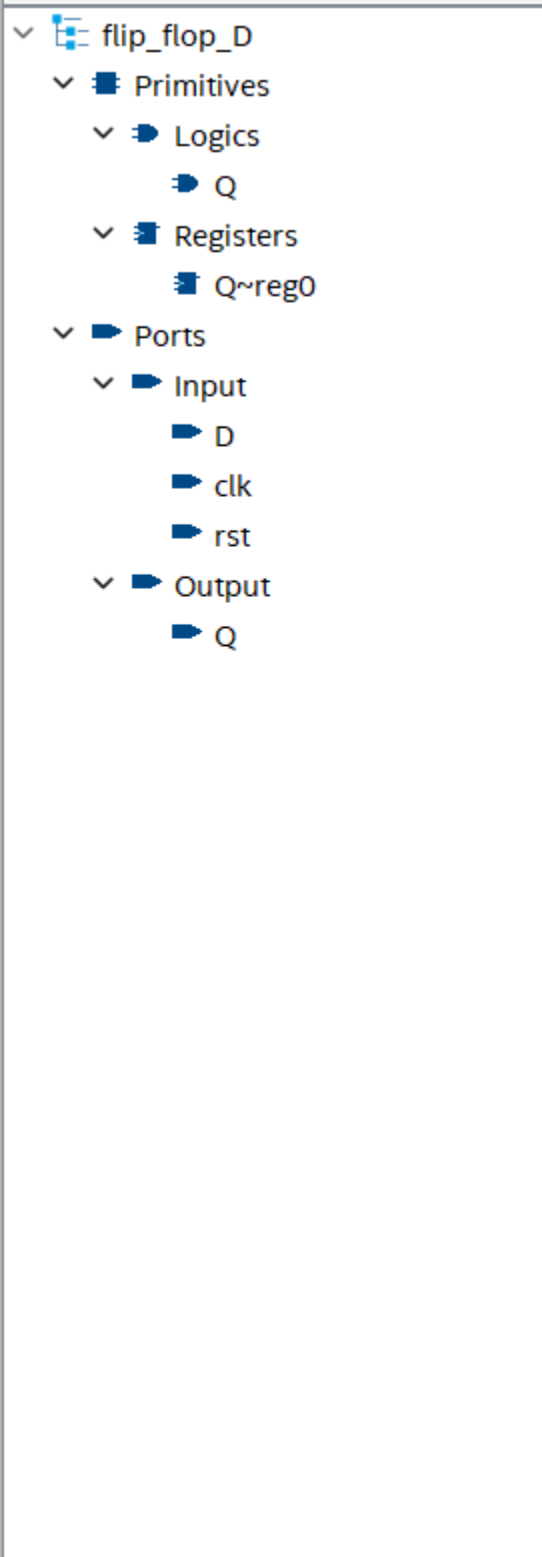 flip_flop_D
Primitives
Logics
Q
Registers
Q~reg0
Ports
Input
D
clk
rst
Output
Q